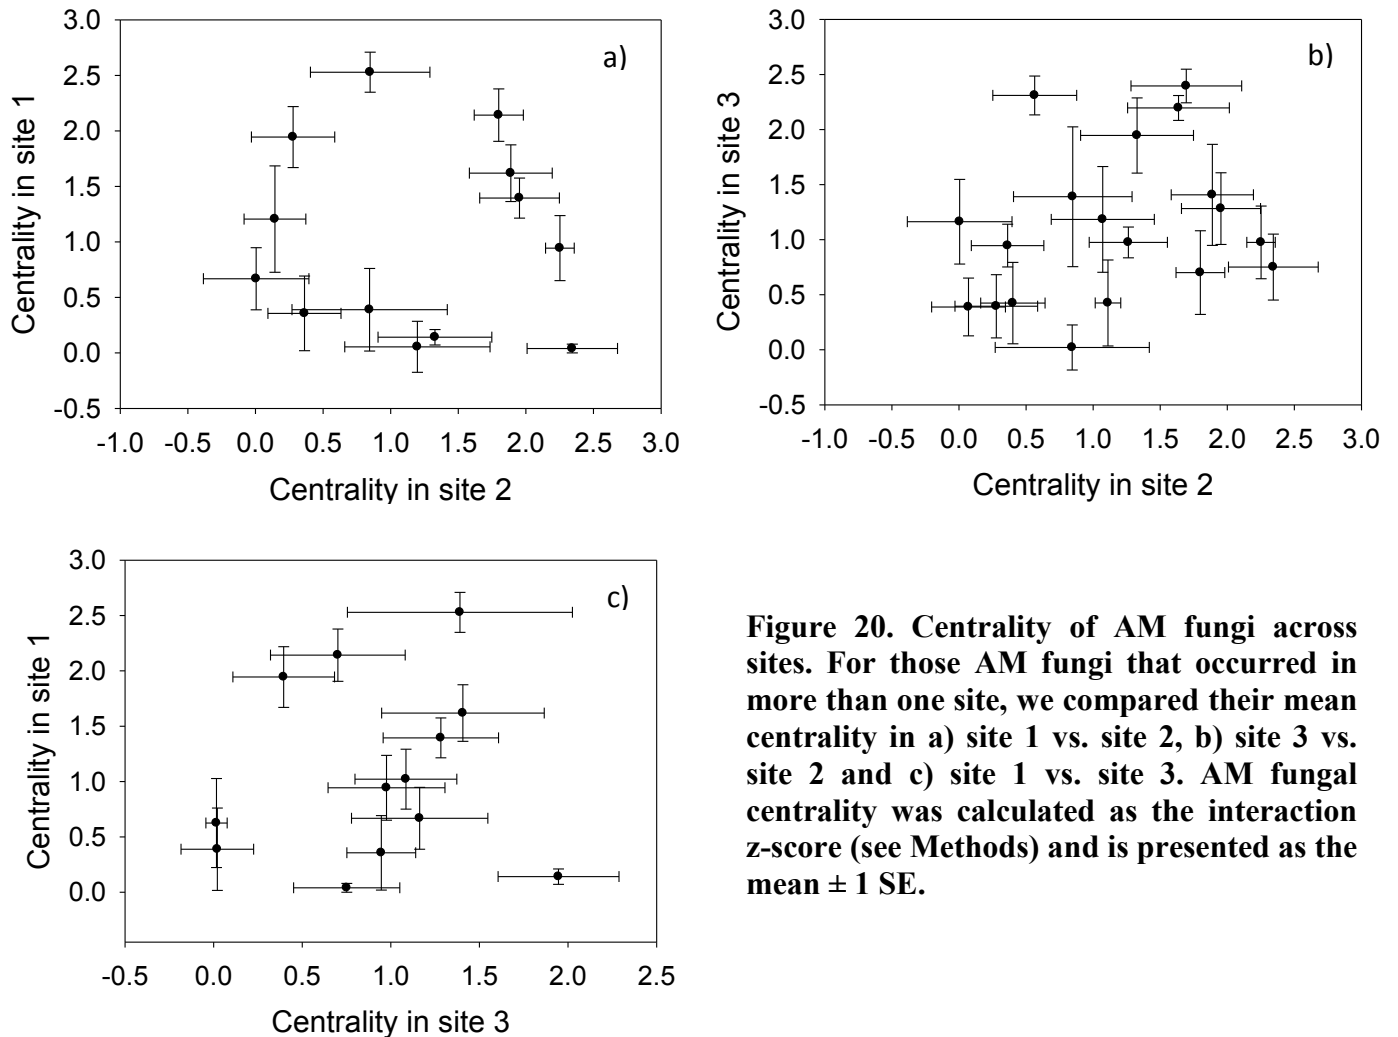 a)
3.0
2.5
2.0
1.5
1.0
0.5
0.0
-0.5
Centrality in site 1
-1.0 -0.5 0.0 0.5 1.0 1.5 2.0 2.5 3.0
Centrality in site 2
b)
3.0
2.5
2.0
1.5
1.0
0.5
0.0
-0.5
Centrality in site 3
-1.0 -0.5 0.0 0.5 1.0 1.5 2.0 2.5 3.0
Centrality in site 2
c)
3.0
2.5
2.0
1.5
1.0
0.5
0.0
Centrality in site 1
-0.5 0.0 0.5 1.0 1.5 2.0 2.5
Centrality in site 3
Figure 20. Centrality of AM fungi across
sites. For those AM fungi that occurred in
more than one site, we compared their mean
centrality in a) site 1 vs. site 2, b) site 3 vs.
site 2 and c) site 1 vs. site 3. AM fungal
centrality was calculated as the interaction
z-score (see Methods) and is presented as the
mean ± 1 SE.